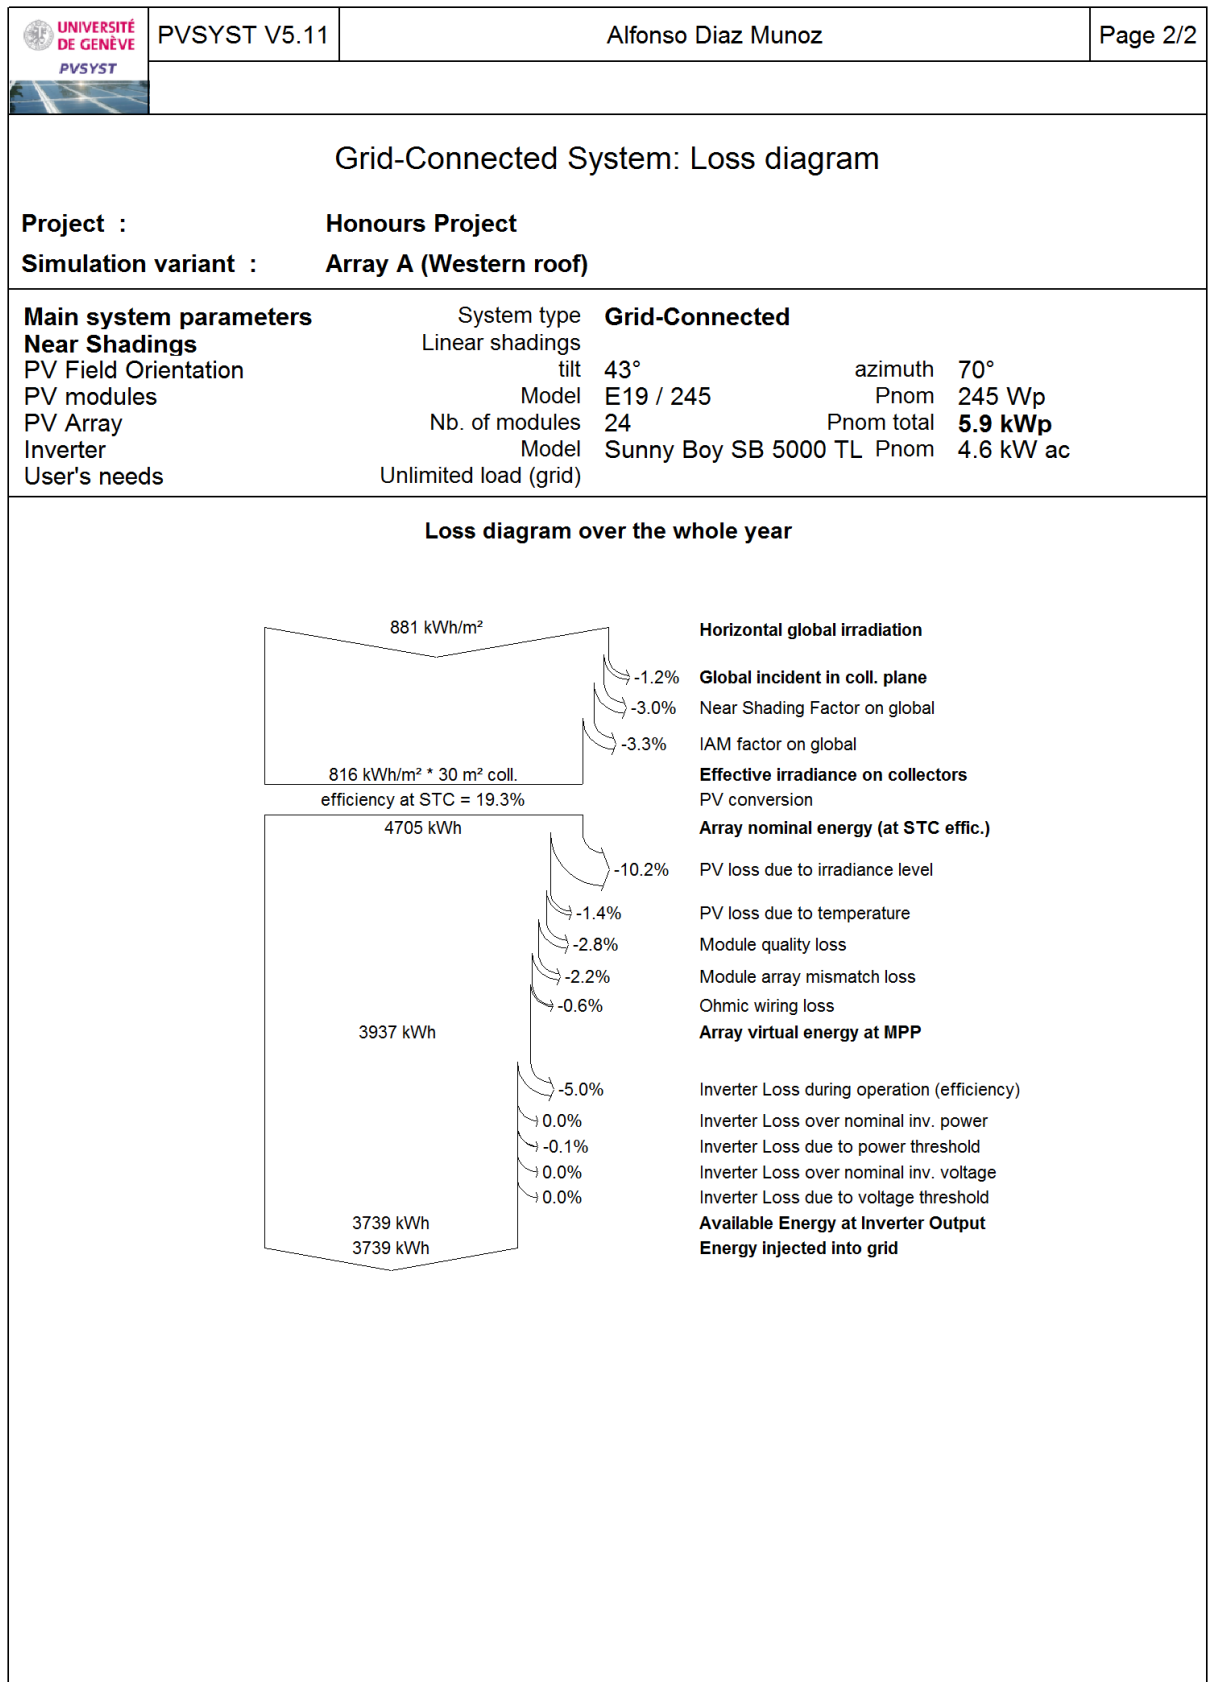 UNIVERSITÉ
DE GENÈVE
PVSYST
PVSYST V5.11
Alfonso Diaz Munoz
Page 2/2
Grid-Connected System: Loss diagram
Project : Honours Project
Simulation variant : Array A (Western roof)
Main system parameters System type Grid-Connected
Near Shadings Linear shadings
PV Field Orientation tilt 43° azimuth 70°
PV modules Model E19 / 245 Pnom 245 Wp
PV Array Nb. of modules 24 Pnom total 5.9 kWp
Inverter Model Sunny Boy SB 5000 TL Pnom 4.6 kW ac
User's needs Unlimited load (grid)
Loss diagram over the whole year
881 kWh/m² Horizontal global irradiation
-1.2% Global incident in coll. plane
-3.0% Near Shading Factor on global
-3.3% IAM factor on global
816 kWh/m² * 30 m² coll. Effective irradiance on collectors
efficiency at STC = 19.3% PV conversion
4705 kWh Array nominal energy (at STC effic.)
-10.2% PV loss due to irradiance level
-1.4% PV loss due to temperature
-2.8% Module quality loss
-2.2% Module array mismatch loss
-0.6% Ohmic wiring loss
3937 kWh Array virtual energy at MPP
-5.0% Inverter Loss during operation (efficiency)
0.0% Inverter Loss over nominal inv. power
-0.1% Inverter Loss due to power threshold
0.0% Inverter Loss over nominal inv. voltage
0.0% Inverter Loss due to voltage threshold
3739 kWh Available Energy at Inverter Output
3739 kWh Energy injected into grid